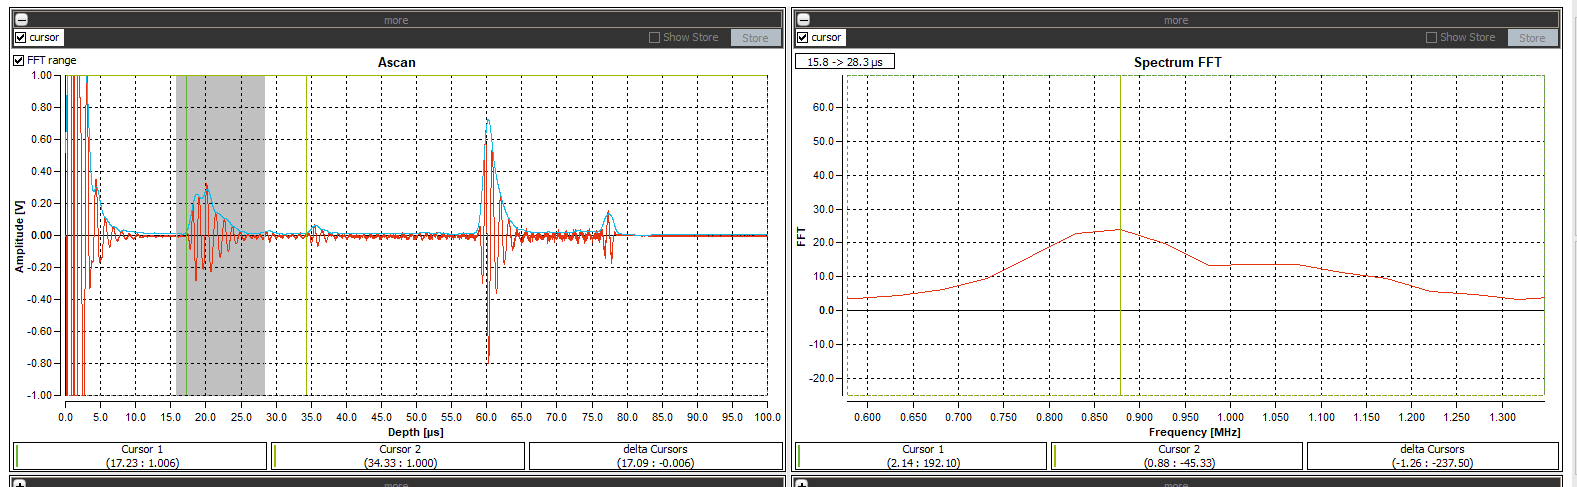 more
cursor
Show Store
Store
FFT range
Ascan
1.00
0.80
0.60
0.40
0.20
0.00
-0.20
-0.40
-0.60
-0.80
-1.00
Amplitude [V]
0.0 5.0 10.0 15.0 20.0 25.0 30.0 35.0 40.0 45.0 50.0 55.0 60.0 65.0 70.0 75.0 80.0 85.0 90.0 95.0 100.0
Depth [µs]
Cursor 1
(17.23 : 1.006)
Cursor 2
(34.33 : 1.000)
delta Cursors
(17.09 : -0.006)
more
more
cursor
Show Store
Store
15.8 -> 28.3 µs
Spectrum FFT
60.0
50.0
40.0
30.0
20.0
10.0
0.0
-10.0
-20.0
FFT
0.600 0.650 0.700 0.750 0.800 0.850 0.900 0.950 1.000 1.050 1.100 1.150 1.200 1.250 1.300
Frequency [MHz]
Cursor 1
(2.14 : 192.10)
Cursor 2
(0.88 : -45.33)
delta Cursors
(-1.26 : -237.50)
more